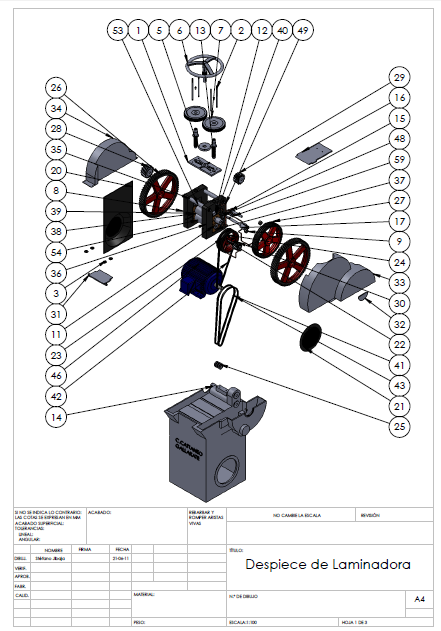 53 1 5 6 13 7 2 12 40 49
26
34
28
35
20
8
39
38
54
36
3
31
11
23
46
42
14
29
16
15
48
59
37
27
17
9
24
33
30
32
22
41
43
21
25
SI NO SE INDICA LO CONTRARIO:
LAS COTAS SE EXPRESAN EN MM
ACABADO SUPERFICIAL:
TOLERANCIAS:
LINEAL:
ANGULAR:
ACABADO:
REBARBAR Y
ROMPER ARISTAS
VIVAS
NO CAMBIE LA ESCALA
REVISIÓN
NOMBRE FIRMA FECHA
DIBUJ. 21-06-11
VERIF.
APROB.
FABR.
CALID.
TÍTULO:
Despiece de Laminadora
MATERIAL:
N.º DE DIBUJO
A4
PESO:
ESCALA:1:100
HOJA 1 DE 3